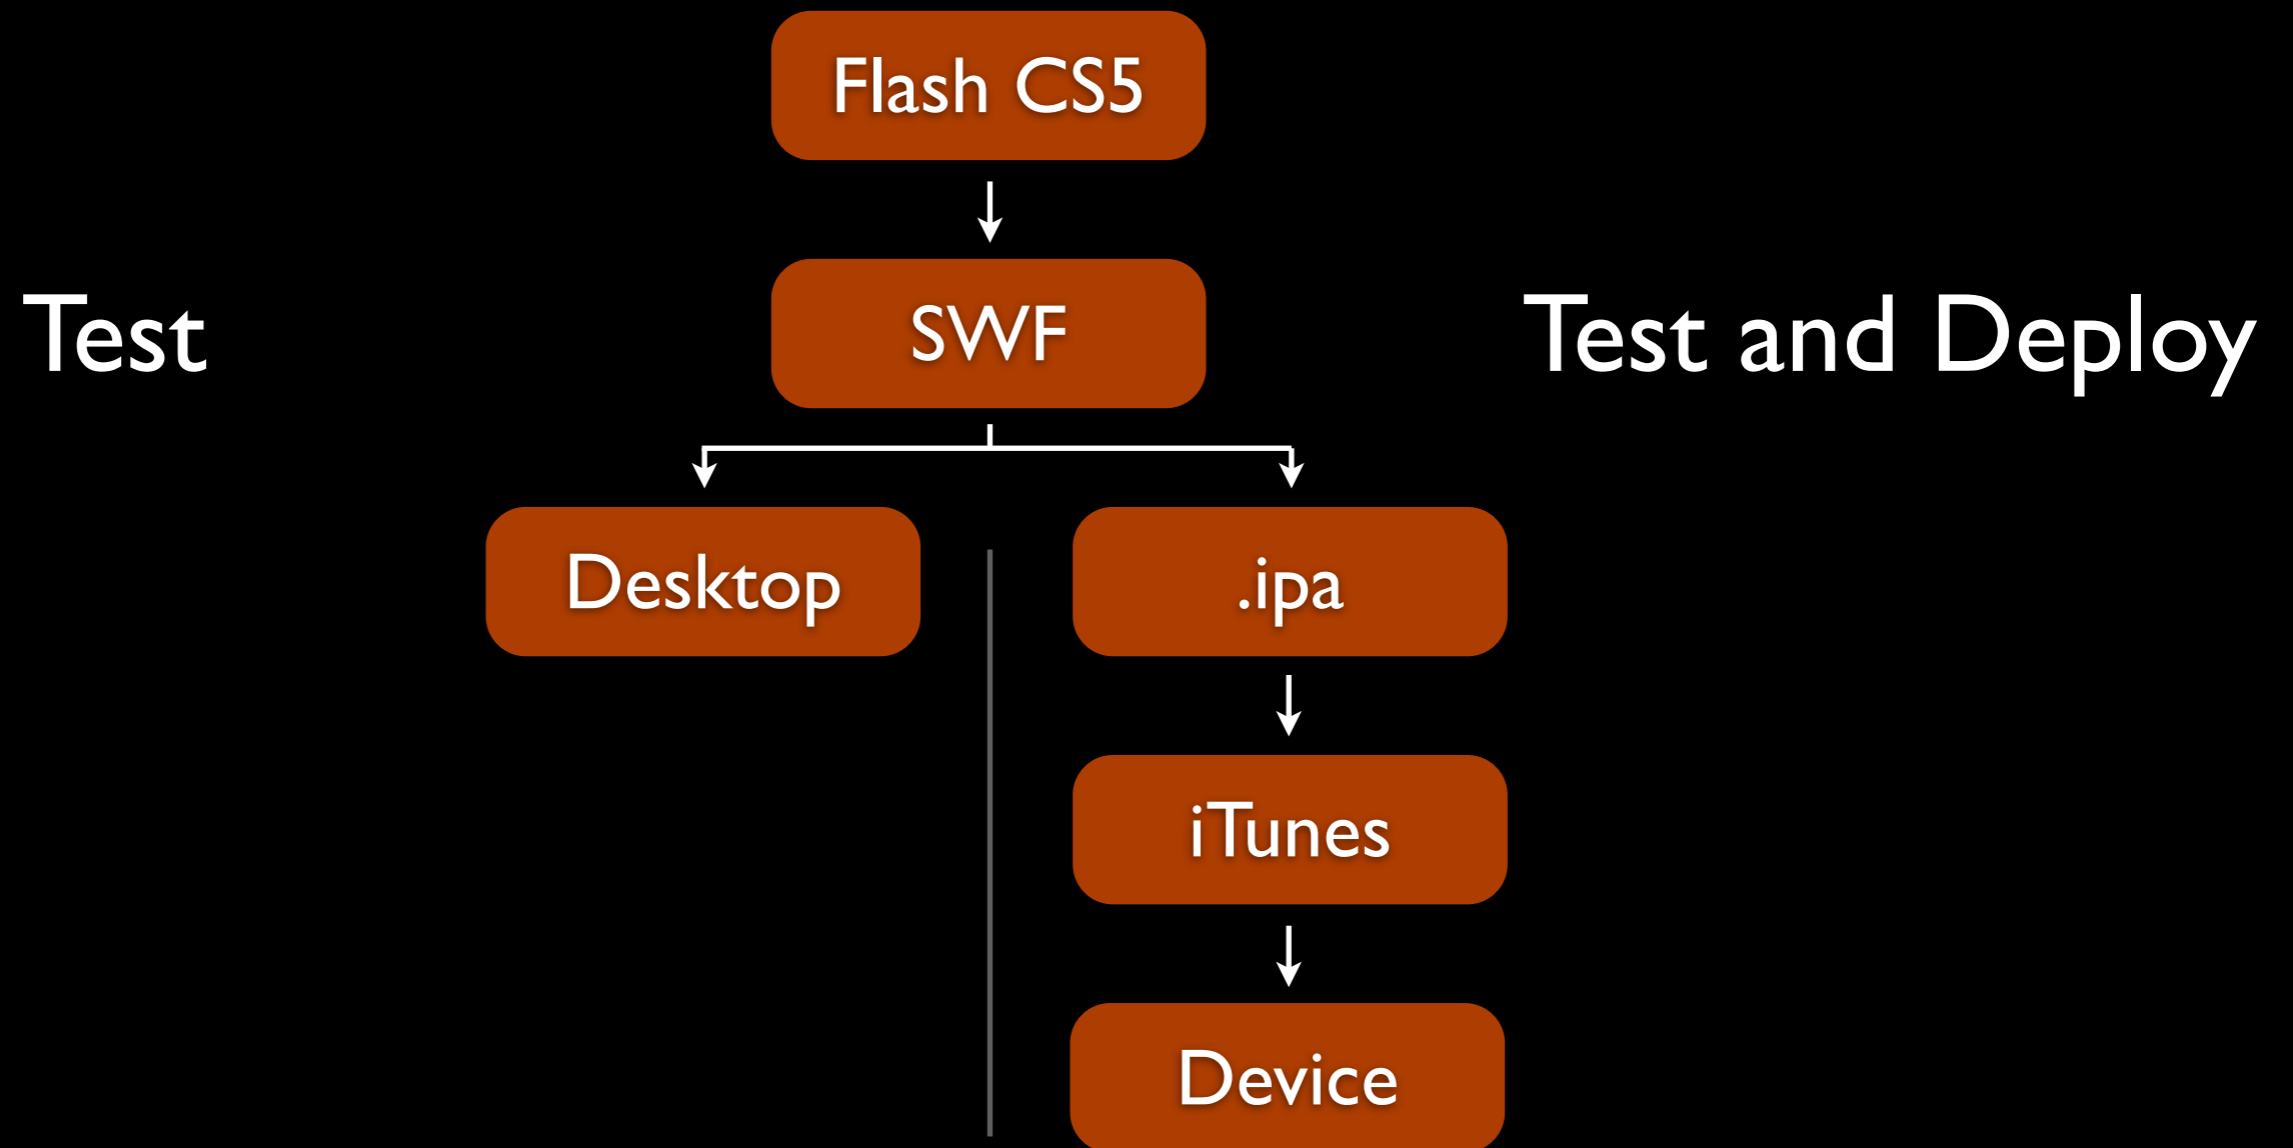 Flash CS5
Test
SWF
Test and Deploy
Desktop
.ipa
iTunes
Device